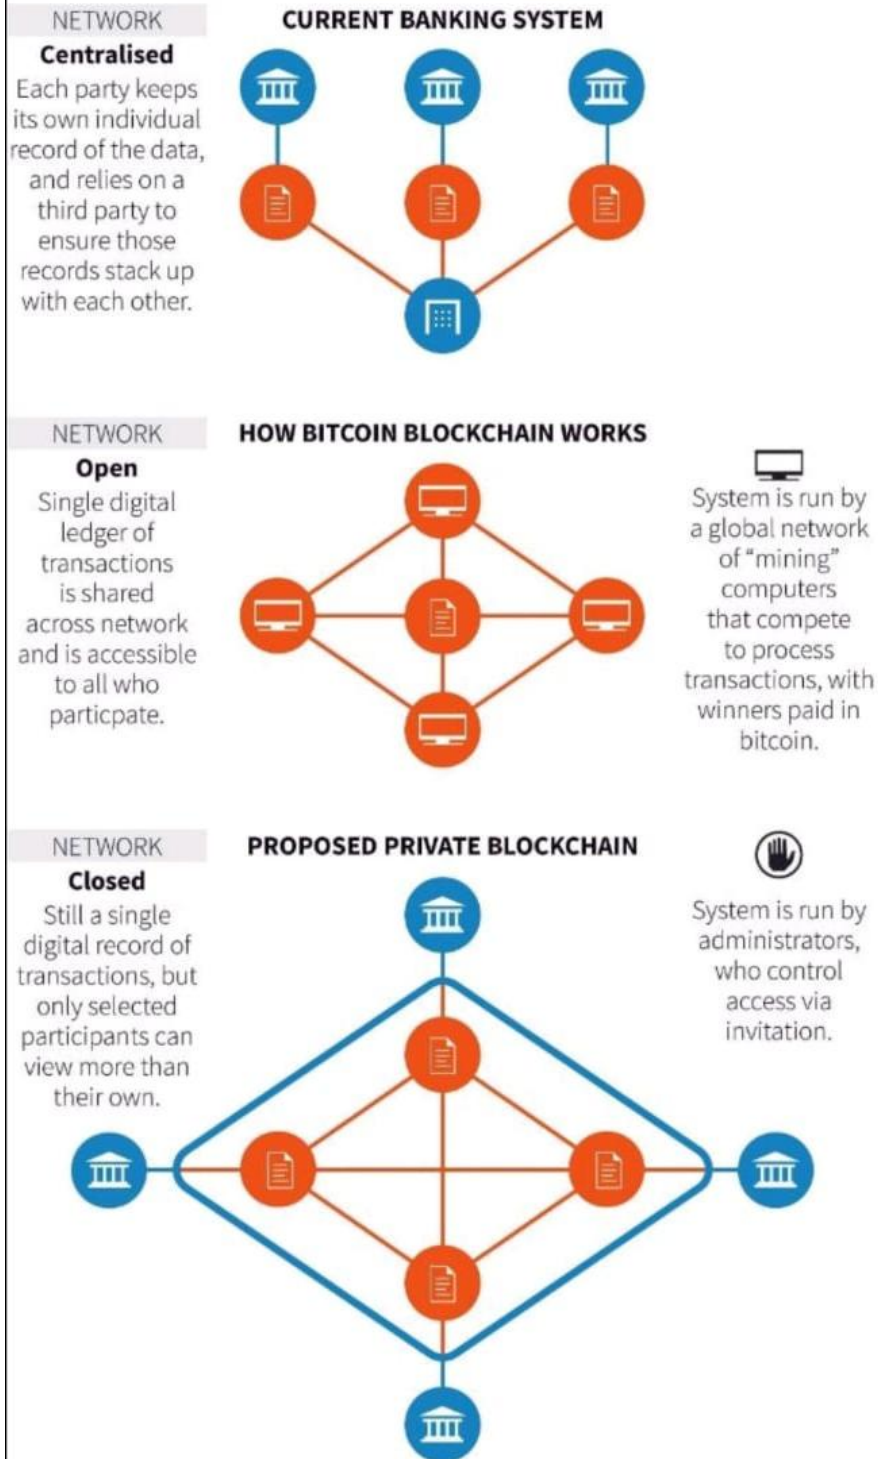 NETWORK
CURRENT BANKING SYSTEM
Centralised
Each party keeps
its own individual
record of the data,
and relies on a
third party to
ensure those
records stack up
with each other.
NETWORK
HOW BITCOIN BLOCKCHAIN WORKS
Open
Single digital
ledger of
transactions
is shared
across network
and is accessible
to all who
particpate.
System is run by
a global network
of “mining”
computers
that compete
to process
transactions, with
winners paid in
bitcoin.
NETWORK
PROPOSED PRIVATE BLOCKCHAIN
Closed
Still a single
digital record of
transactions, but
only selected
participants can
view more than
their own.
System is run by
administrators,
who control
access via
invitation.